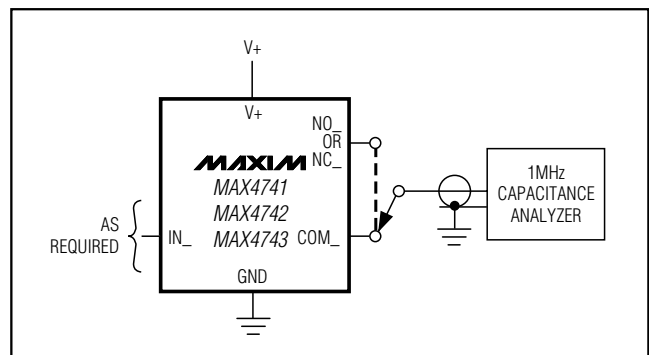 V+
V+
NO_
OR
NC_
MAXIM
MAX4741
MAX4742
MAX4743
COM_
IN_
GND
AS
REQUIRED
1MHz
CAPACITANCE
ANALYZER